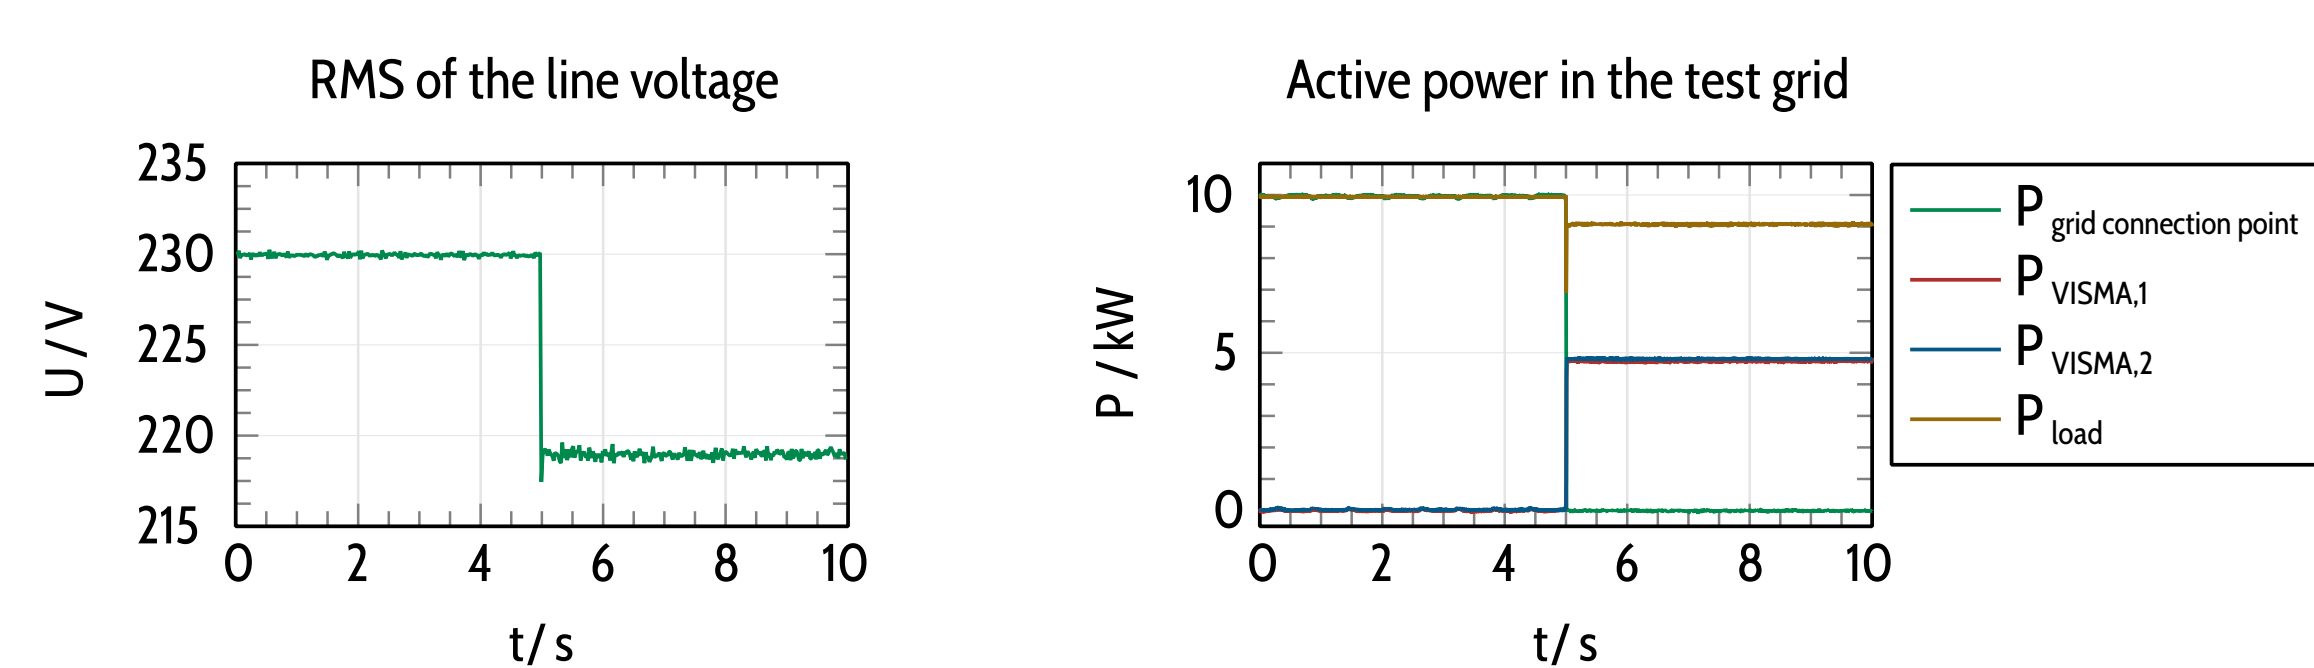 RMS of the line voltage
235
230
225
220
215
U / V
0 2 4 6 8 10
t / s
Active power in the test grid
10
5
0
P / kW
0 2 4 6 8 10
t / s
P grid connection point
P VISMA,1
P VISMA,2
P load